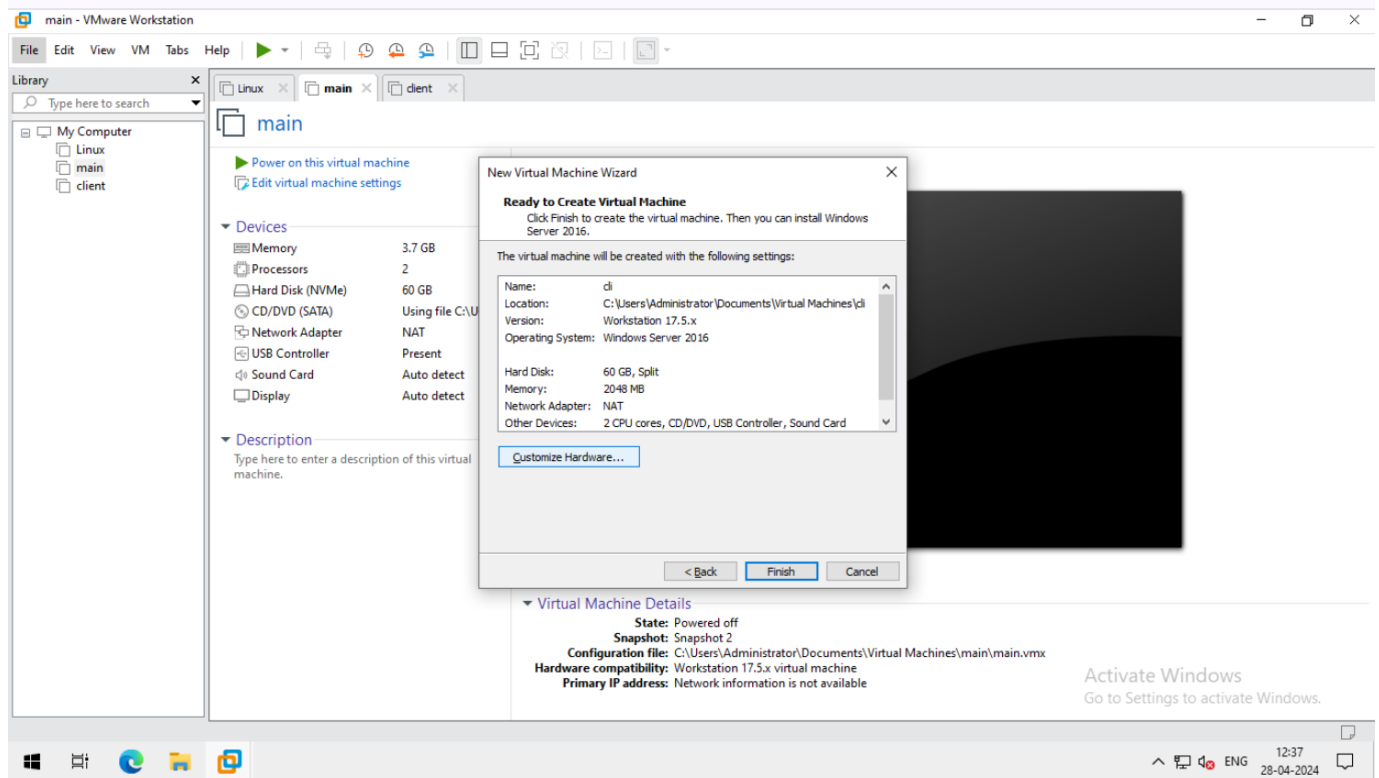 main - VMware Workstation
File Edit View VM Tabs Help
Library
Type here to search
My Computer
Linux
main
client
Linux
main
client
main
Power on this virtual machine
Edit virtual machine settings
Devices
Memory 3.7 GB
Processors 2
Hard Disk (NVMe) 60 GB
CD/DVD (SATA) Using file C:\U
Network Adapter NAT
USB Controller Present
Sound Card Auto detect
Display Auto detect
Description
Type here to enter a description of this virtual
machine.
New Virtual Machine Wizard
Ready to Create Virtual Machine
Click Finish to create the virtual machine. Then you can install Windows
Server 2016.
The virtual machine will be created with the following settings:
Name: cli
Location: C:\Users\Administrator\Documents\Virtual Machines\cli
Version: Workstation 17.5.x
Operating System: Windows Server 2016
Hard Disk: 60 GB, Split
Memory: 2048 MB
Network Adapter: NAT
Other Devices: 2 CPU cores, CD/DVD, USB Controller, Sound Card
Customize Hardware...
< Back Finish Cancel
Virtual Machine Details
State: Powered off
Snapshot: Snapshot 2
Configuration file: C:\Users\Administrator\Documents\Virtual Machines\main\main.vmx
Hardware compatibility: Workstation 17.5.x virtual machine
Primary IP address: Network information is not available
Activate Windows
Go to Settings to activate Windows.
ENG
12:37
28-04-2024